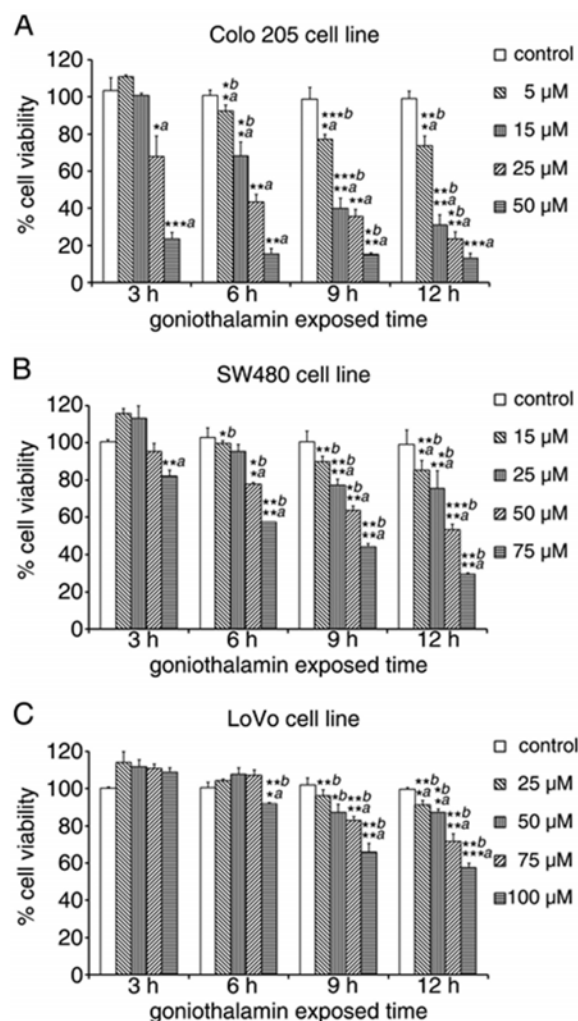 A
Colo 205 cell line
% cell viability
120
100
80
60
40
20
0
★a
★★★a
★b
★a
★b
★a
★★a
★★a
★★★b
★a
★★★b
★★a
★★a
★b
★★a
★★b
★a
★★b
★★a
★b
★★a
★★★a
3 h 6 h 9 h 12 h
goniothalamin exposed time
control
5 µM
15 µM
25 µM
50 µM
B
SW480 cell line
% cell viability
120
100
80
60
40
20
0
★★a
★b
★b
★a
★★b
★★a
★★b
★★b
★★a
★b
★★a
★★b
★★a
★★b
★a
★★★b
★★a
★★b
★★a
3 h 6 h 9 h 12 h
goniothalamin exposed time
control
15 µM
25 µM
50 µM
75 µM
C
LoVo cell line
% cell viability
120
100
80
60
40
20
0
★★b
★a
★★b
★★b
★★a
★★b
★★a
★★b
★a
★b
★a
★★b
★★a
★★b
★★★a
3 h 6 h 9 h 12 h
goniothalamin exposed time
control
25 µM
50 µM
75 µM
100 µM